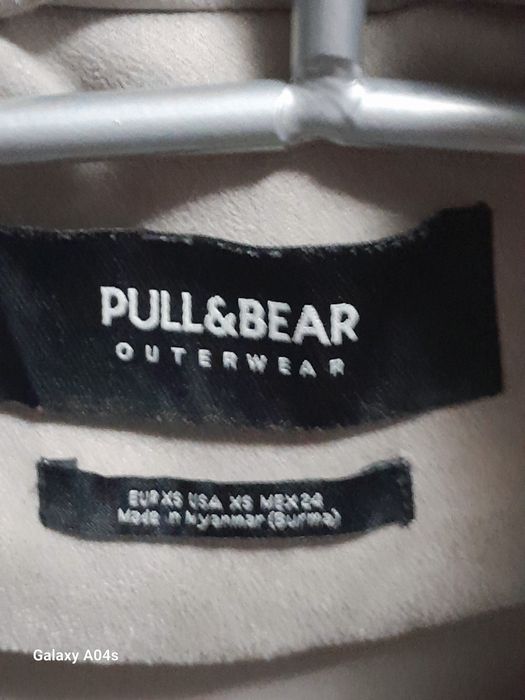 PULL&BEAR
OUTERWEAR
EUR XS USA XS MEX 24
Made in Myanmar (Burma)
Galaxy A04s